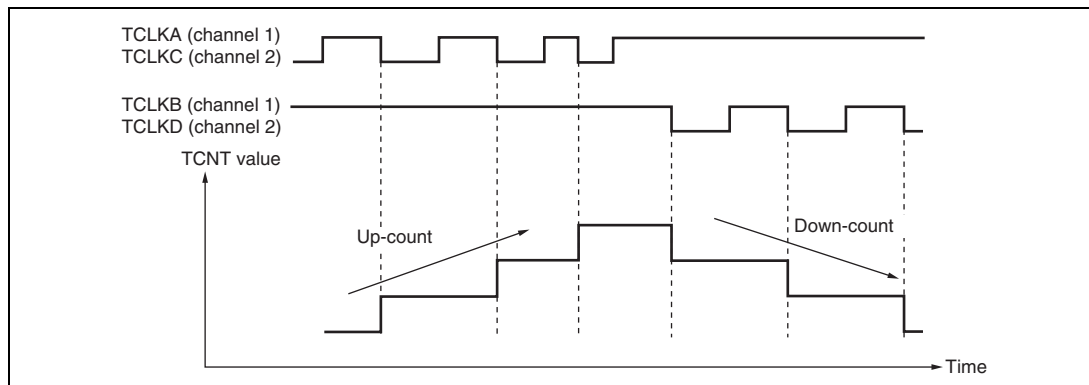 TCLKA (channel 1)
TCLKC (channel 2)
TCLKB (channel 1)
TCLKD (channel 2)
TCNT value
Up-count
Down-count
Time